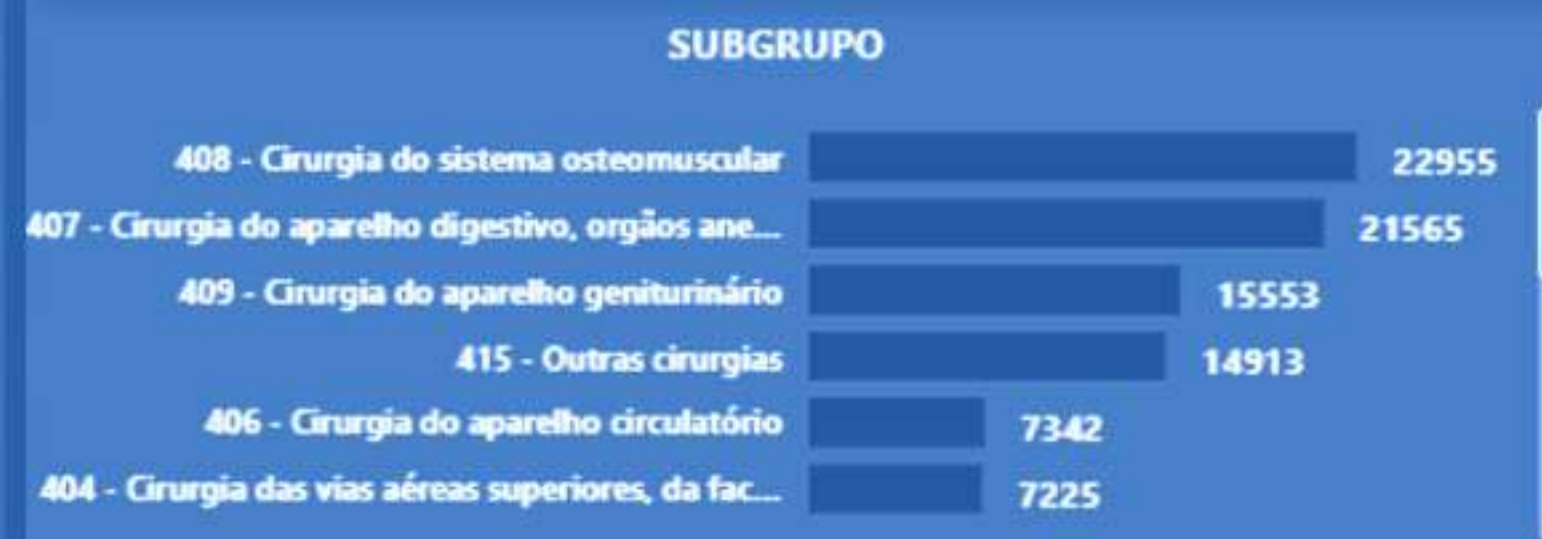 SUBGRUPO
408 - Cirurgia do sistema osteomuscular 22955
407 - Cirurgia do aparelho digestivo, orgãos ane... 21565
409 - Cirurgia do aparelho geniturinário 15553
415 - Outras cirurgias 14913
406 - Cirurgia do aparelho circulatório 7342
404 - Cirurgia das vias aéreas superiores, da fac... 7225